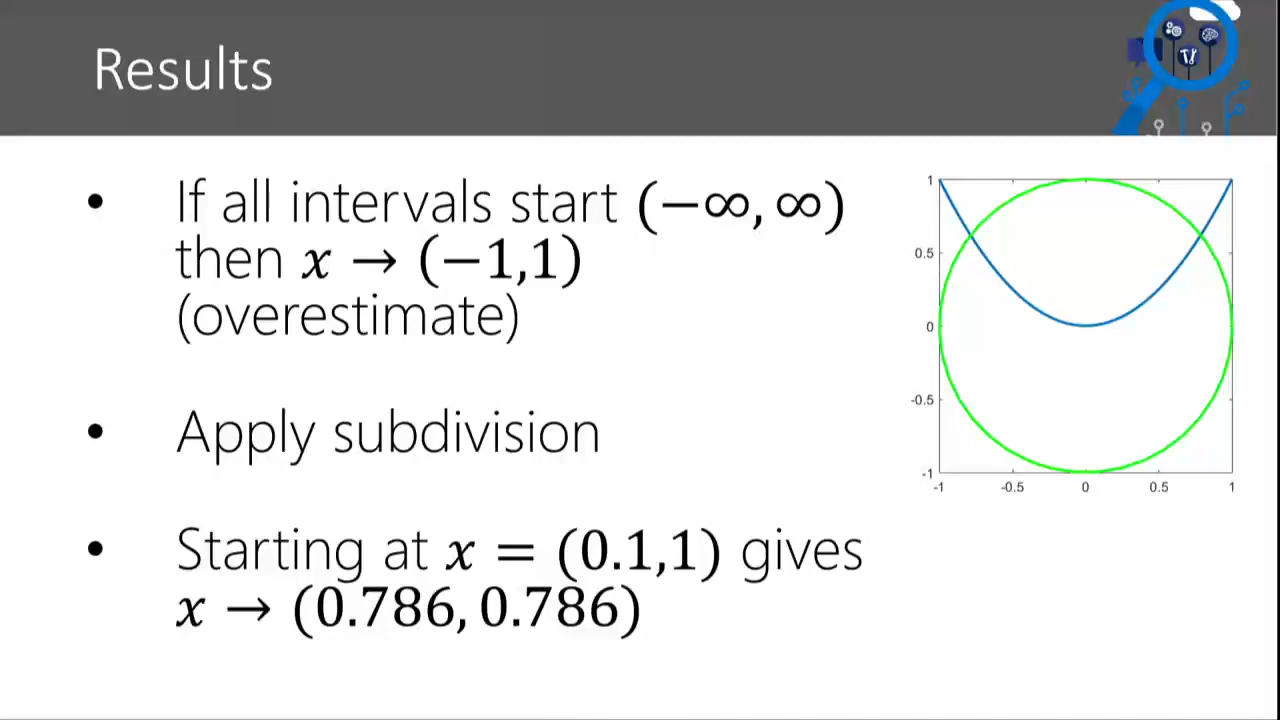 Results
• If all intervals start (−∞, ∞)
then 𝑥 → (−1,1)
(overestimate)
• Apply subdivision
• Starting at 𝑥 = (0.1,1) gives
𝑥 → (0.786, 0.786)
1
0.5
0
-0.5
-1
-1 -0.5 0 0.5 1